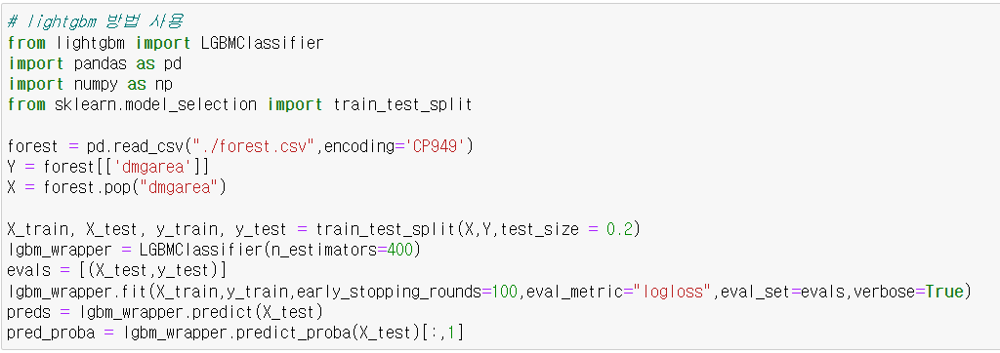 # lightgbm 방법 사용
from lightgbm import LGBMClassifier
import pandas as pd
import numpy as np
from sklearn.model_selection import train_test_split
forest = pd.read_csv("./forest.csv",encoding='CP949')
Y = forest[['dmgarea']]
X = forest.pop("dmgarea")
X_train, X_test, y_train, y_test = train_test_split(X,Y,test_size = 0.2)
lgbm_wrapper = LGBMClassifier(n_estimators=400)
evals = [(X_test,y_test)]
lgbm_wrapper.fit(X_train,y_train,early_stopping_rounds=100,eval_metric="logloss",eval_set=evals,verbose=True)
preds = lgbm_wrapper.predict(X_test)
pred_proba = lgbm_wrapper.predict_proba(X_test)[:,1]